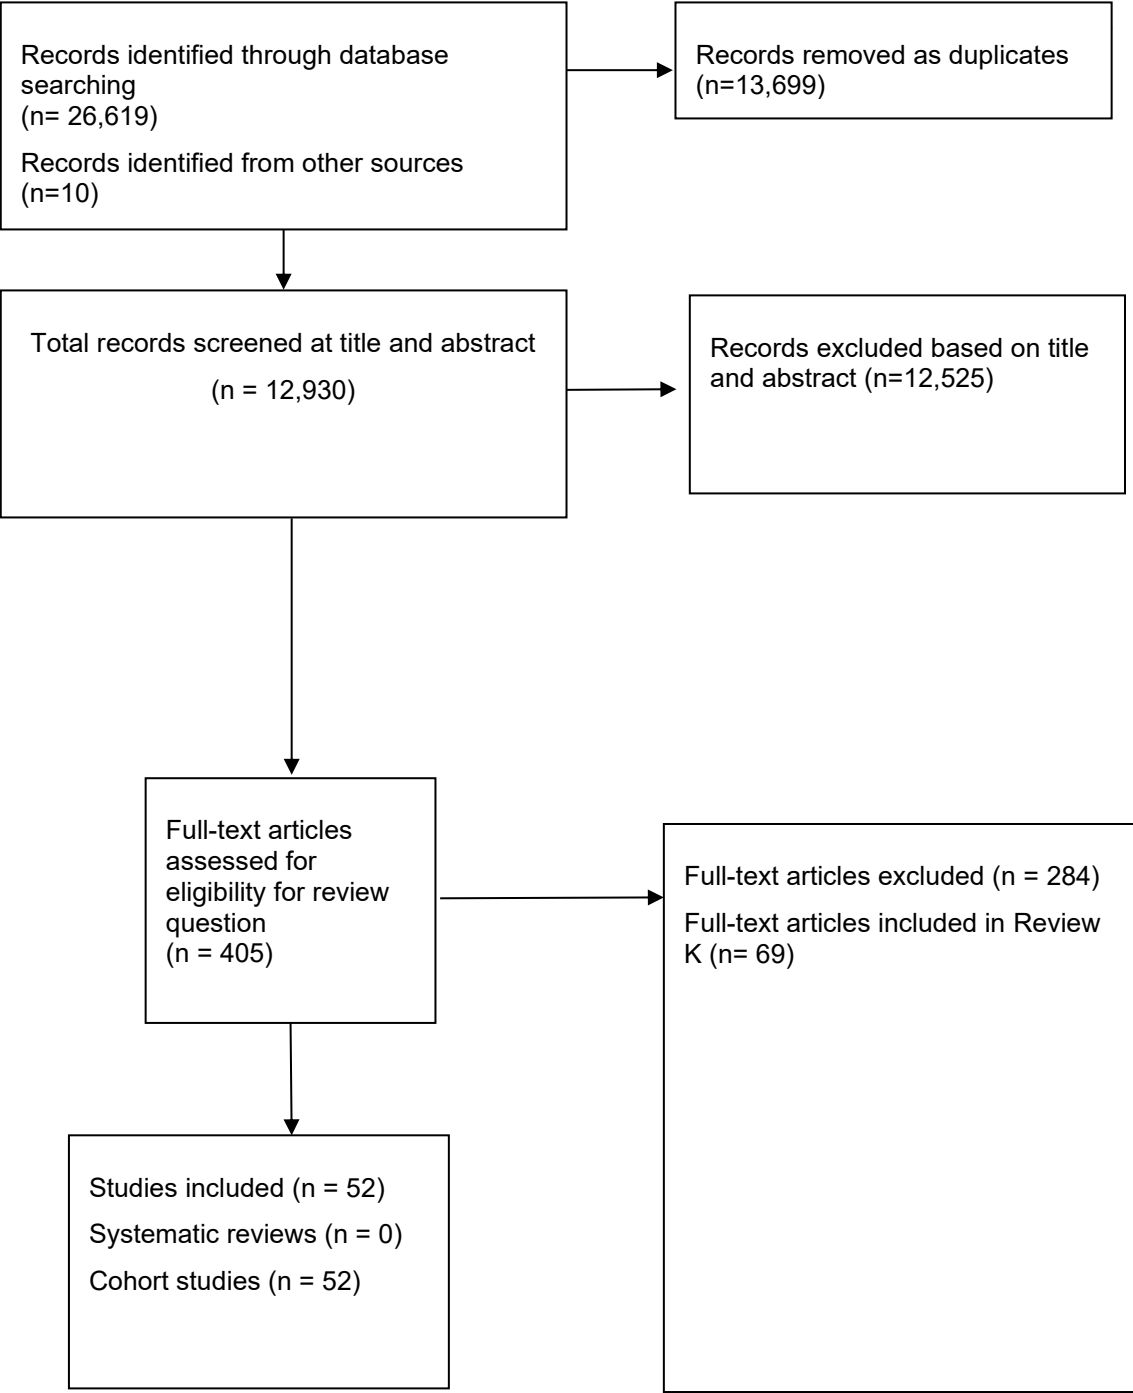 Records identified through database
searching
(n= 26,619)
Records identified from other sources
(n=10)
Records removed as duplicates
(n=13,699)
Total records screened at title and abstract
(n = 12,930)
Records excluded based on title
and abstract (n=12,525)
Full-text articles
assessed for
eligibility for review
question
(n = 405)
Full-text articles excluded (n = 284)
Full-text articles included in Review
K (n= 69)
Studies included (n = 52)
Systematic reviews (n = 0)
Cohort studies (n = 52)